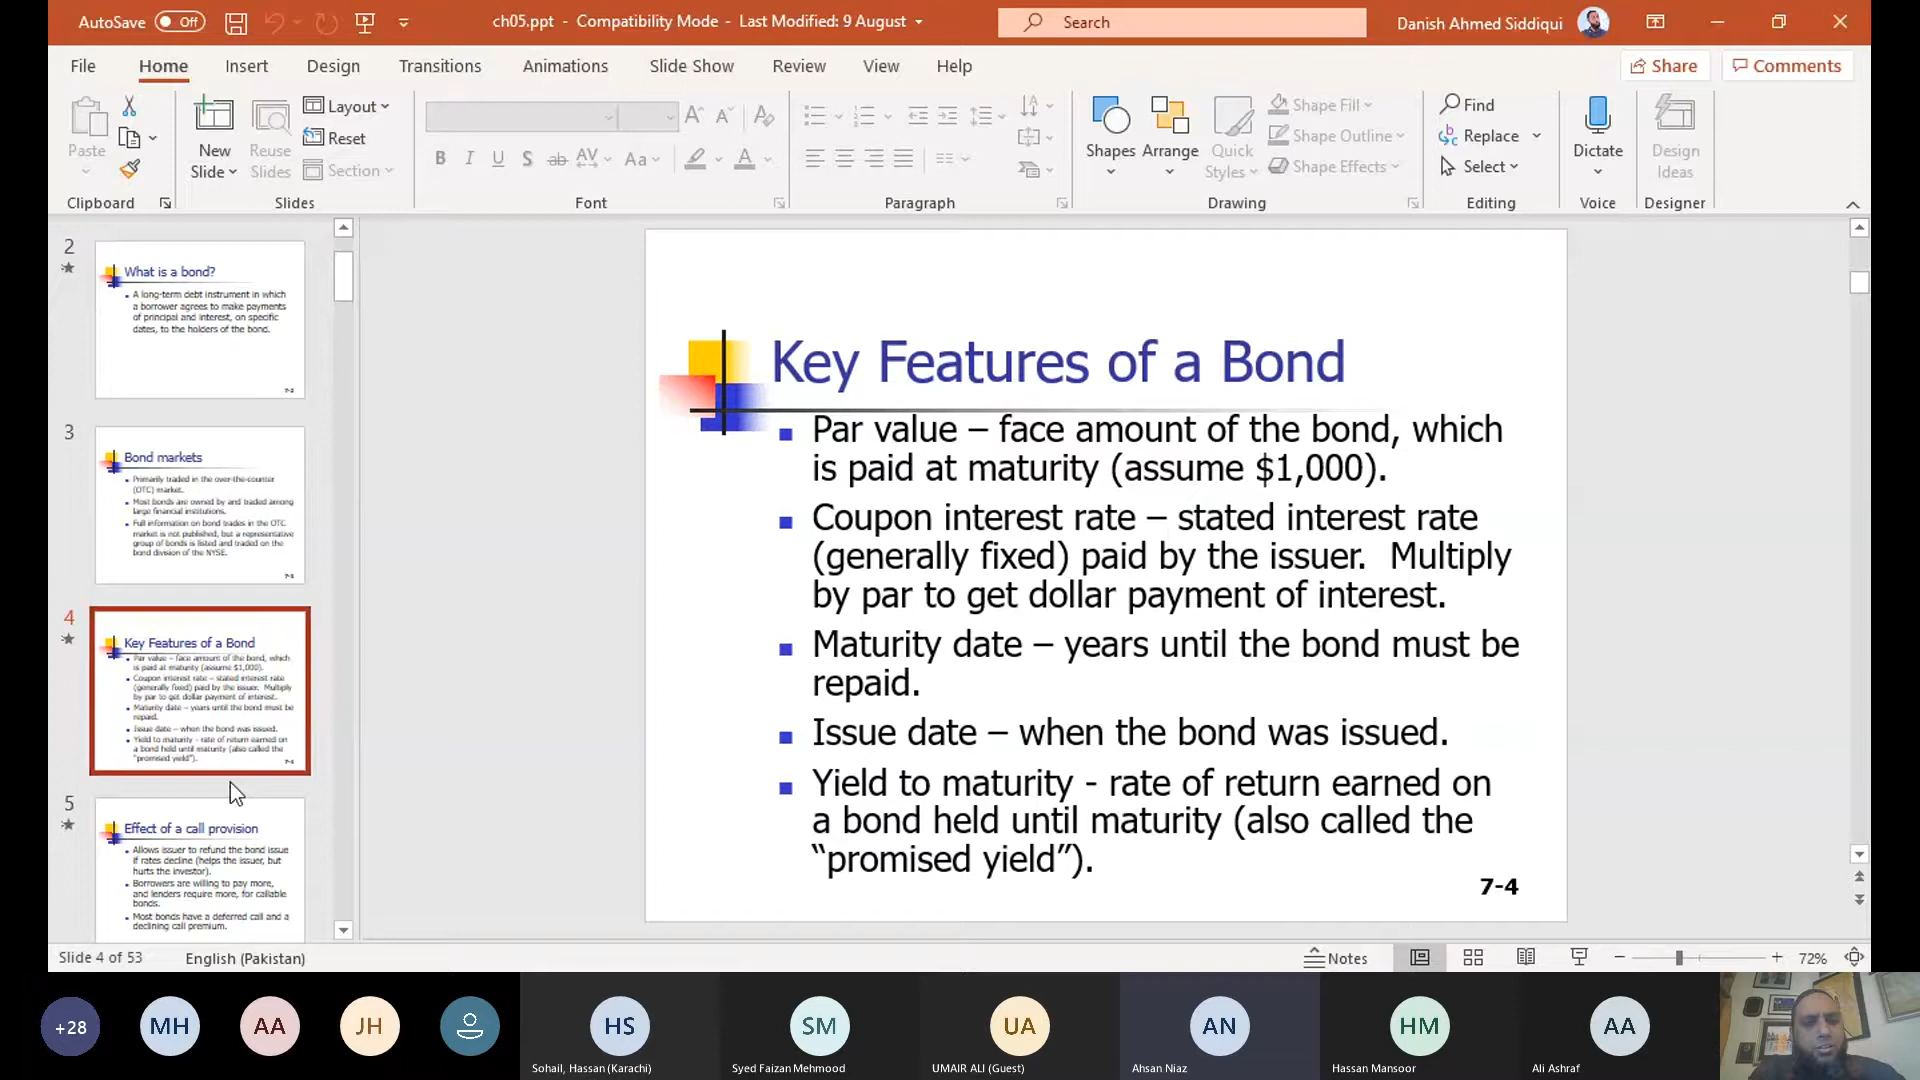 AutoSave Off
ch05.ppt - Compatibility Mode - Last Modified: 9 August
Search
Danish Ahmed Siddiqui
File Home Insert Design Transitions Animations Slide Show Review View Help
Share Comments
Paste
New Slide
Reuse Slides
Layout
Reset
Section
B I U S ab AV Aa A
Shapes Arrange Quick Styles
Shape Fill
Shape Outline
Shape Effects
Find
Replace
Select
Dictate
Design Ideas
Clipboard Slides Font Paragraph Drawing Editing Voice Designer
2
What is a bond?
A long-term debt instrument in which
a borrower agrees to make payments
of principal and interest, on specific
dates, to the holders of the bond.
7-2
3
Bond markets
Primarily traded in the over-the-counter
(OTC) market.
Most bonds are owned by and traded among
large financial institutions.
Full information on bond trades in the OTC
market is not published, but a representative
group of bonds is listed and traded on the
bond division of the NYSE.
7-3
4
Key Features of a Bond
Par value – face amount of the bond, which
is paid at maturity (assume $1,000).
Coupon interest rate – stated interest rate
(generally fixed) paid by the issuer. Multiply
by par to get dollar payment of interest.
Maturity date – years until the bond must be
repaid.
Issue date – when the bond was issued.
Yield to maturity - rate of return earned on
a bond held until maturity (also called the
“promised yield”).
7-4
5
Effect of a call provision
Allows issuer to refund the bond issue
if rates decline (helps the issuer, but
hurts the investor).
Borrowers are willing to pay more,
and lenders require more, for callable
bonds.
Most bonds have a deferred call and a
declining call premium.
Key Features of a Bond
Par value – face amount of the bond, which
is paid at maturity (assume $1,000).
Coupon interest rate – stated interest rate
(generally fixed) paid by the issuer. Multiply
by par to get dollar payment of interest.
Maturity date – years until the bond must be
repaid.
Issue date – when the bond was issued.
Yield to maturity - rate of return earned on
a bond held until maturity (also called the
“promised yield”).
7-4
Slide 4 of 53 English (Pakistan)
Notes
72%
+28 MH AA JH HS SM UA AN HM AA
Sohail, Hassan (Karachi)
Syed Faizan Mehmood
UMAIR ALI (Guest)
Ahsan Niaz
Hassan Mansoor
Ali Ashraf